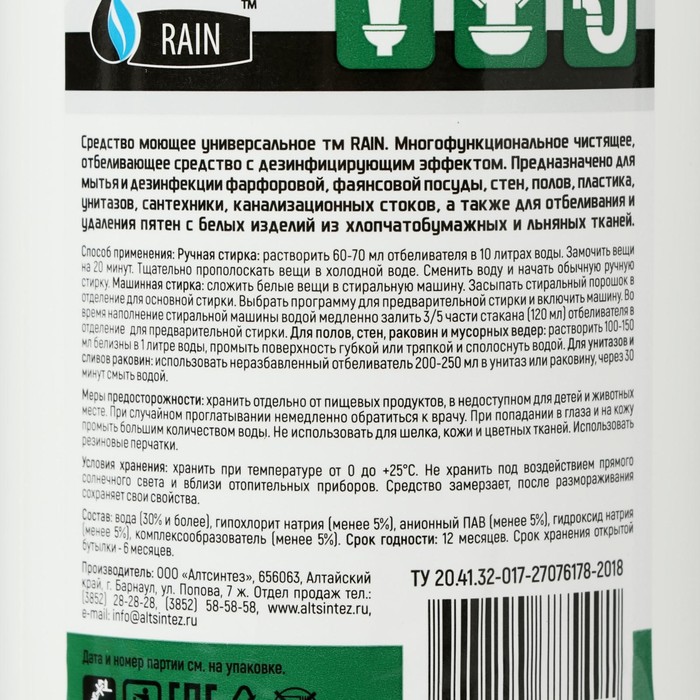 TM
RAIN
Средство моющее универсальное тм RAIN. Многофункциональное чистящее,
отбеливающее средство с дезинфицирующим эффектом. Предназначено для
мытья и дезинфекции фарфоровой, фаянсовой посуды, стен, полов, пластика,
унитазов, сантехники, канализационных стоков, а также для отбеливания и
удаления пятен с белых изделий из хлопчатобумажных и льняных тканей.
Способ применения: Ручная стирка: растворить 60-70 мл отбеливателя в 10 литрах воды. Замочить вещи
на 20 минут. Тщательно прополоскать вещи в холодной воде. Сменить воду и начать обычную ручную
стирку. Машинная стирка: сложить белые вещи в стиральную машину. Засыпать стиральный порошок в
отделение для основной стирки. Выбрать программу для предварительной стирки и включить машину. Во
время наполнение стиральной машины водой медленно залить 3/5 части стакана (120 мл) отбеливателя в
отделение для предварительной стирки. Для полов, стен, раковин и мусорных ведер: растворить 100-150
мл белизны в 1 литре воды, промыть поверхность губкой или тряпкой и сполоснуть водой. Для унитазов и
сливов раковин: использовать неразбавленный отбеливатель 200-250 мл в унитаз или раковину, через 30
минут смыть водой.
Меры предосторожности: хранить отдельно от пищевых продуктов, в недоступном для детей и животных
месте. При случайном проглатывании немедленно обратиться к врачу. При попадании в глаза и на кожу
промыть большим количеством воды. Не использовать для шелка, кожи и цветных тканей. Использовать
резиновые перчатки.
Условия хранения: хранить при температуре от 0 до +25°С. Не хранить под воздействием прямого
солнечного света и вблизи отопительных приборов. Средство замерзает, после размораживания
сохраняет свои свойства.
Состав: вода (30% и более), гипохлорит натрия (менее 5%), анионный ПАВ (менее 5%), гидроксид натрия
(менее 5%), комплексообразователь (менее 5%). Срок годности: 12 месяцев. Срок хранения открытой
бутылки - 6 месяцев.
Производитель: ООО «Алтсинтез», 656063, Алтайский
край, г. Барнаул, ул. Попова, 7 ж. Отдел продаж тел.:
(3852) 28-28-28, (3852) 58-58-58, www.altsintez.ru,
e-mail: info@altsintez.ru
ТУ 20.41.32-017-27076178-2018
Дата и номер партии см. на упаковке.